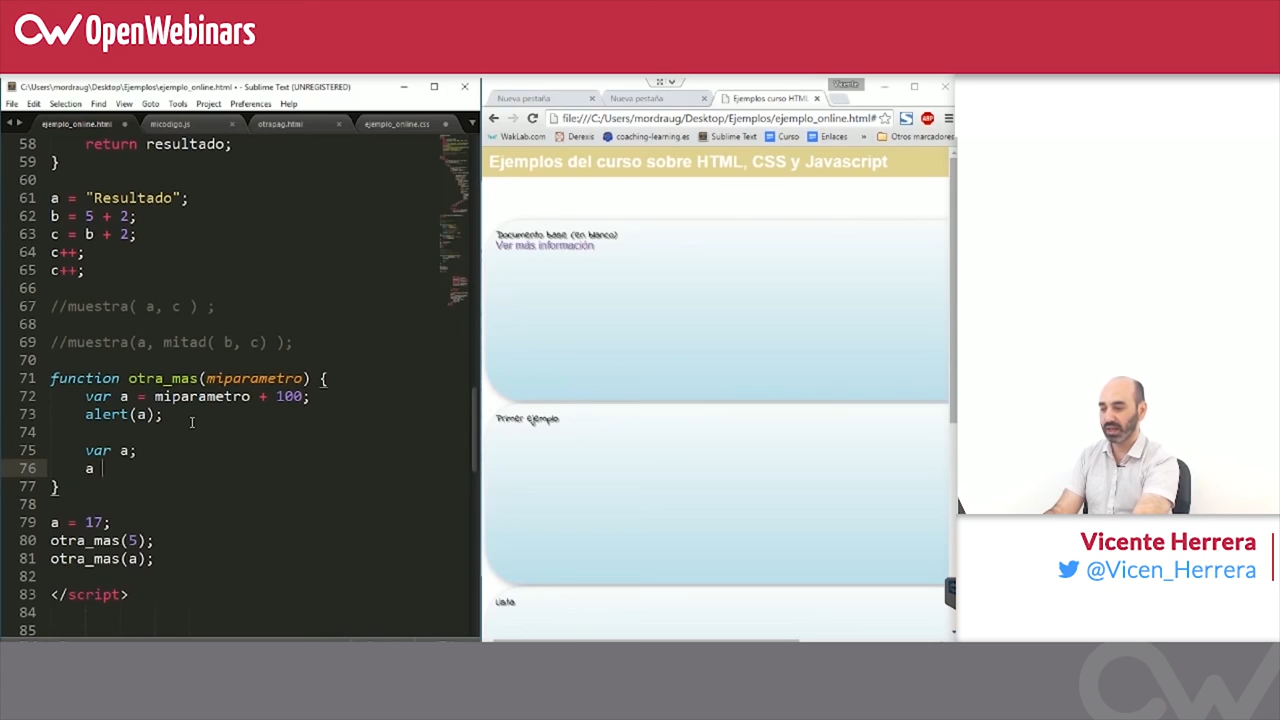 OpenWebinars
C:\Users\mordraug\Desktop\Ejemplos\ejemplo_online.html • - Sublime Text (UNREGISTERED)
File Edit Selection Find View Goto Tools Project Preferences Help
ejemplo_online.html
micodigo.js
otrapag.html
ejemplo_online.css
58 return resultado;
59 }
60
61 a = "Resultado";
62 b = 5 + 2;
63 c = b + 2;
64 c++;
65 c++;
66
67 //muestra( a, c ) ;
68
69 //muestra(a, mitad( b, c) );
70
71 function otra_mas(miparametro) {
72 var a = miparametro + 100;
73 alert(a);
74
75 var a;
76 a
77 }
78
79 a = 17;
80 otra_mas(5);
81 otra_mas(a);
82
83 </script>
84
85
Vicente
Nueva pestaña
Nueva pestaña
Ejemplos curso HTML
file:///C:/Users/mordraug/Desktop/Ejemplos/ejemplo_online.html#
WakLab.com Derexis coaching-learning.es Sublime Text Curso Enlaces » Otros marcadores
Ejemplos del curso sobre HTML, CSS y Javascript
Documento base (en blanco)
Ver más información
Primer ejemplo
Lista
Vicente Herrera
@Vicen_Herrera